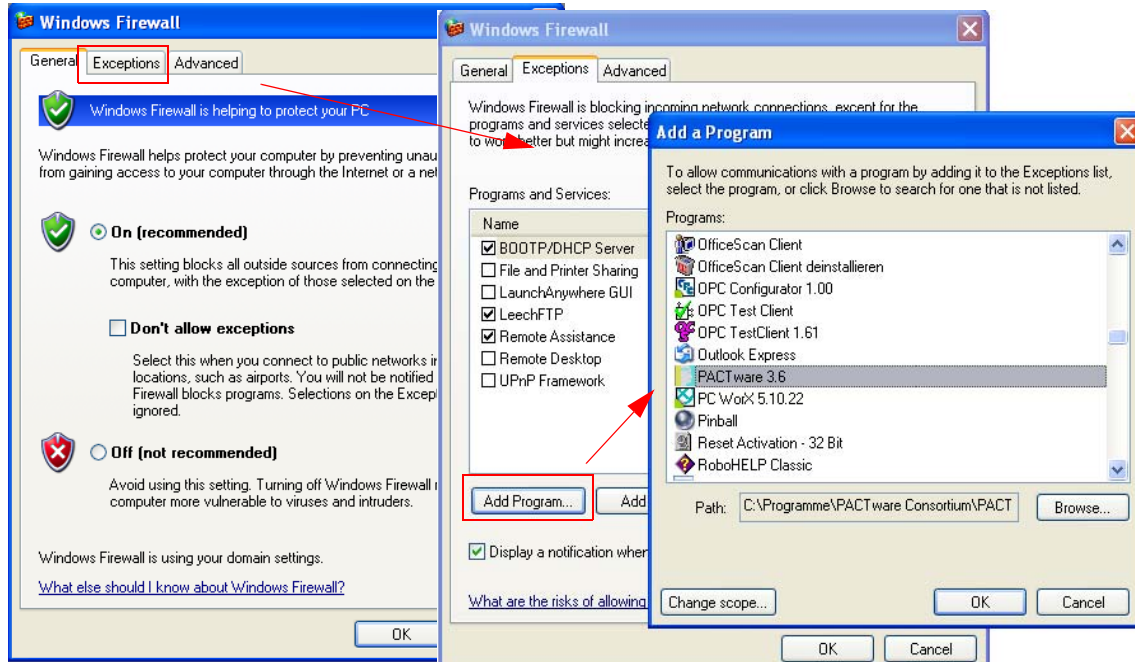 Windows Firewall
General Exceptions Advanced
Windows Firewall is helping to protect your PC
Windows Firewall helps protect your computer by preventing unau
from gaining access to your computer through the Internet or a net
On (recommended)
This setting blocks all outside sources from connecting
computer, with the exception of those selected on the
Don't allow exceptions
Select this when you connect to public networks in
locations, such as airports. You will not be notified
Firewall blocks programs. Selections on the Excep
ignored.
Off (not recommended)
Avoid using this setting. Turning off Windows Firewall
computer more vulnerable to viruses and intruders.
Windows Firewall is using your domain settings.
What else should I know about Windows Firewall?
OK
Windows Firewall
General Exceptions Advanced
Windows Firewall is blocking incoming network connections, except for the
programs and services selecte
to work better but might increa
Programs and Services:
Name
BOOTP/DHCP Server
File and Printer Sharing
LaunchAnywhere GUI
LeechFTP
Remote Assistance
Remote Desktop
UPnP Framework
Add Program... Add
Display a notification when
What are the risks of allowing
OK Cancel
Add a Program
To allow communications with a program by adding it to the Exceptions list,
select the program, or click Browse to search for one that is not listed.
Programs:
OfficeScan Client
OfficeScan Client deinstallieren
OPC Configurator 1.00
OPC Test Client
OPC TestClient 1.61
Outlook Express
PACTware 3.6
PC WorX 5.10.22
Pinball
Reset Activation - 32 Bit
RoboHELP Classic
Path: C:\Programme\PACTware Consortium\PACT Browse...
Change scope... OK Cancel